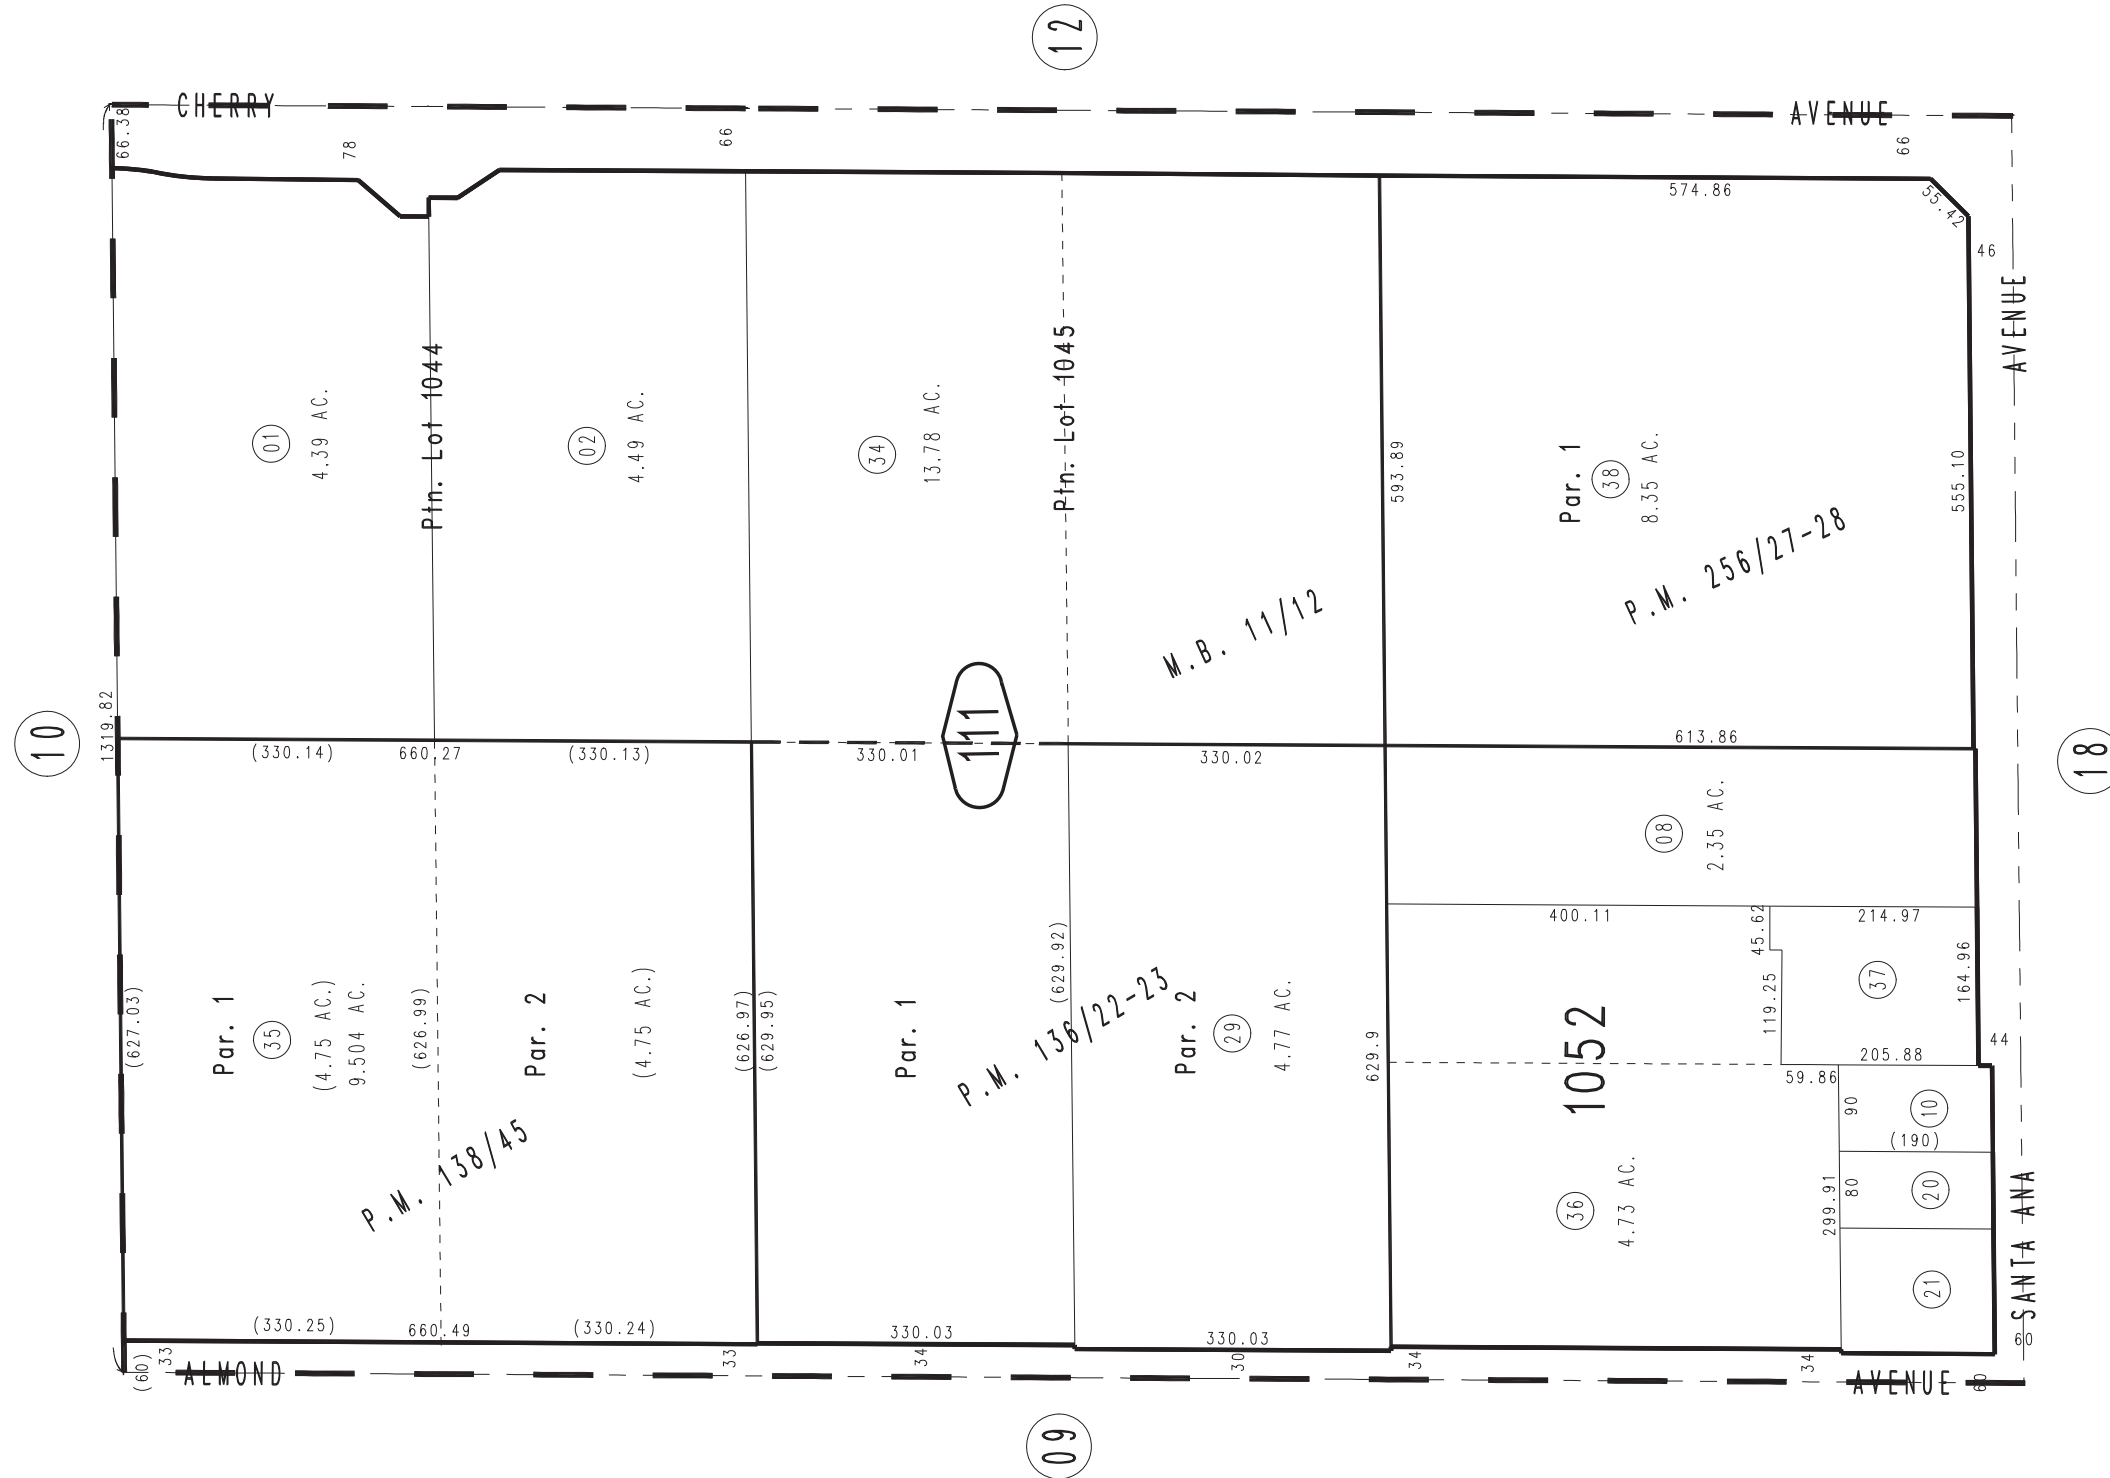 12
CHERRY
AVENUE
66.38
78
66
66
574.86
55.42
46
AVENUE
Ptn. Lot 1044
Ptn. Lot 1045
01
4.39 AC.
02
4.49 AC.
34
13.78 AC.
593.89
Par. 1
38
8.35 AC.
555.10
P.M. 256/27-28
M.B. 11/12
10
1319.82
111
18
(330.14)
660.27
(330.13)
330.01
330.02
613.86
08
2.35 AC.
400.11
45.62
214.97
(627.03)
Par. 1
35
(4.75 AC.)
9.504 AC.
(626.99)
Par. 2
(4.75 AC.)
(626.97)
(629.95)
Par. 1
(629.92)
P.M. 136/22-23
Par. 2
29
4.77 AC.
629.9
1052
119.25
37
164.96
44
205.88
59.86
90
10
(190)
P.M. 138/45
36
4.73 AC.
299.91
80
20
21
SANTA ANA
60
(330.25)
660.49
(330.24)
330.03
330.03
(60)
33
33
34
30
34
34
ALMOND
AVENUE
60
09